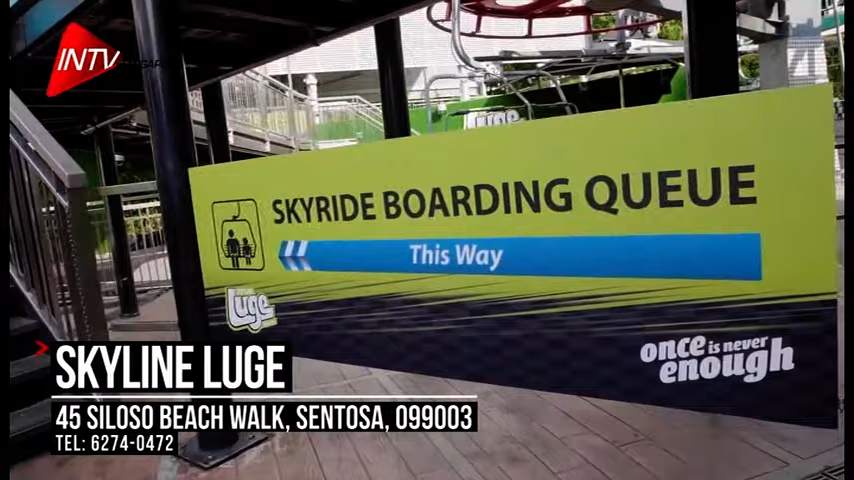 INTV
Luge
SKYRIDE BOARDING QUEUE
This Way
Luge
once is never
enough
SKYLINE LUGE
45 SILOSO BEACH WALK, SENTOSA, 099003
TEL: 6274-0472